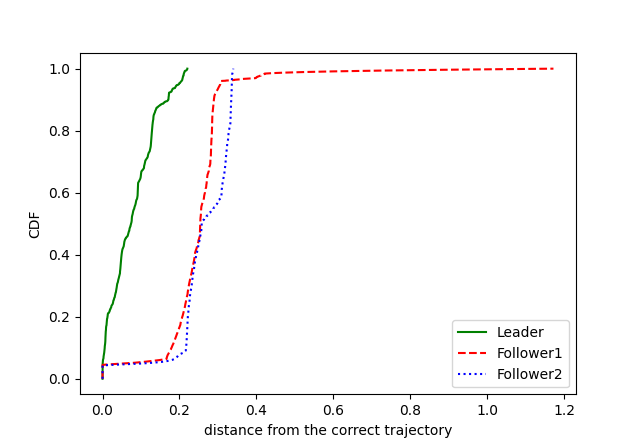 1.0
0.8
0.6
0.4
0.2
0.0
CDF
0.0 0.2 0.4 0.6 0.8 1.0 1.2
distance from the correct trajectory
Leader
Follower1
Follower2